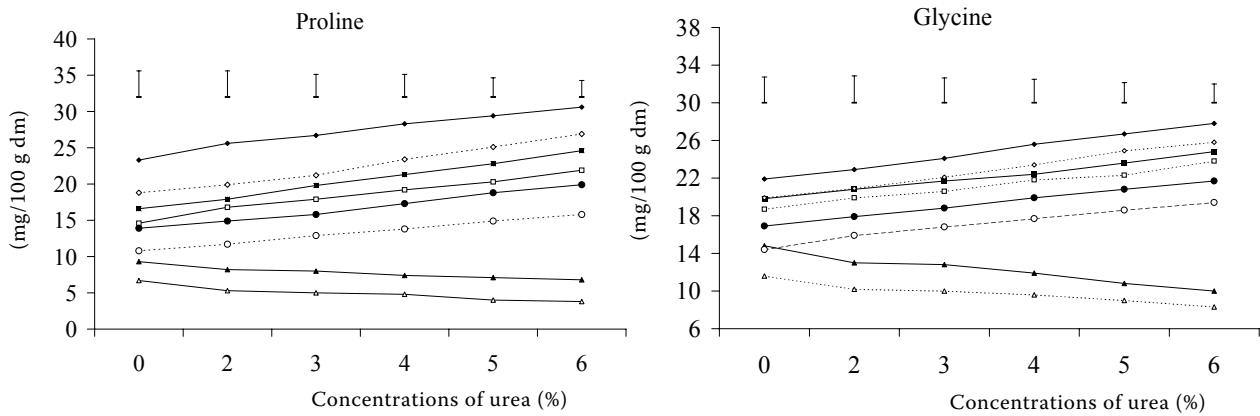 Proline
40
35
30
25
20
15
10
5
0
(mg/100 g dm)
0 2 3 4 5 6
Concentrations of urea (%)
Glycine
38
34
30
26
22
18
14
10
6
(mg/100 g dm)
0 2 3 4 5 6
Concentrations of urea (%)